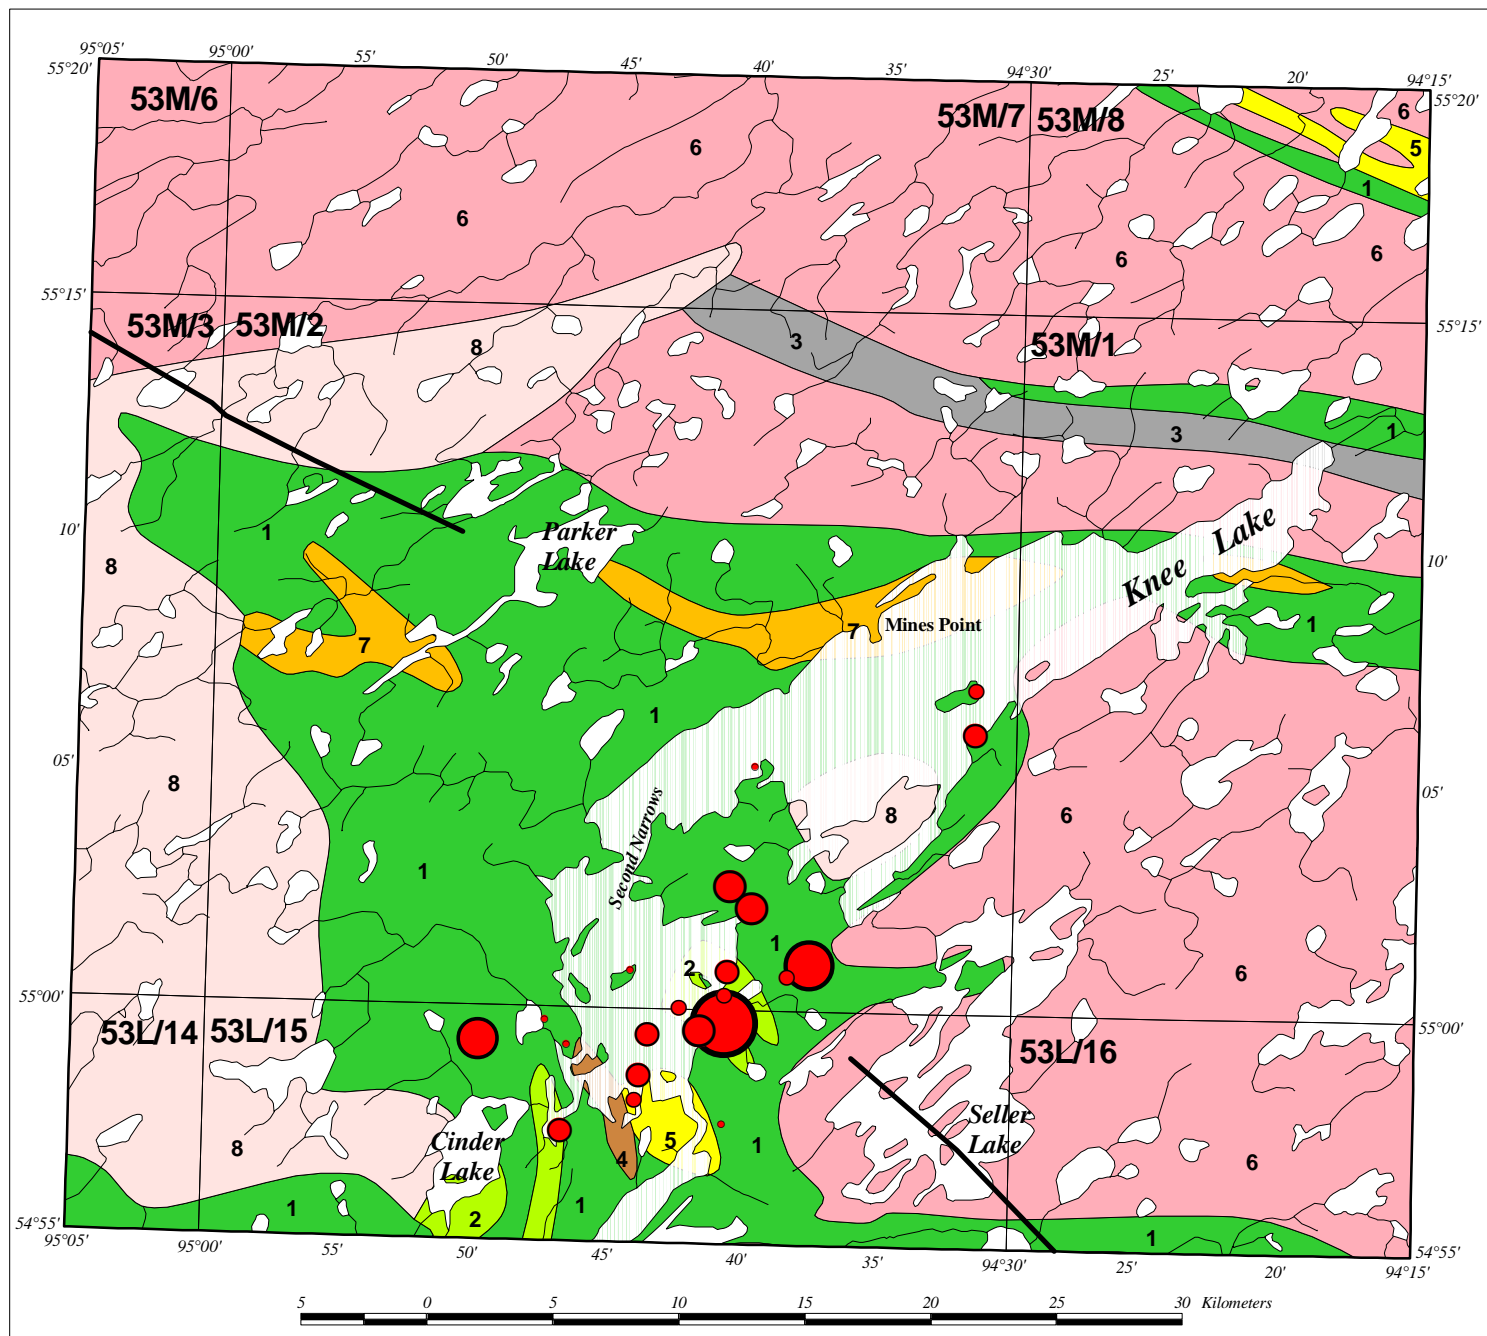 95°05' 95°00' 55' 50' 45' 40' 35' 94°30' 25' 20' 94°15'
55°20' 55°20'
53M/6 53M/7 53M/8
6
6
5
6
1
6
6
6
55°15' 55°15'
53M/3 53M/2 53M/1
8
3
3
1
10' 10'
1
Parker
Lake
Knee Lake
8
7
7
Mines Point
1
1
05' 05'
8
Second Narrows
8
6
1
1
2
6
55°00' 55°00'
53L/14 53L/15 53L/16
Seller
Lake
Cinder
Lake
8
5
4
1
6
1
2
1
1
54°55' 54°55'
95°05' 95°00' 55' 50' 45' 40' 35' 94°30' 25' 20' 94°15'
5 0 5 10 15 20 25 30 Kilometers